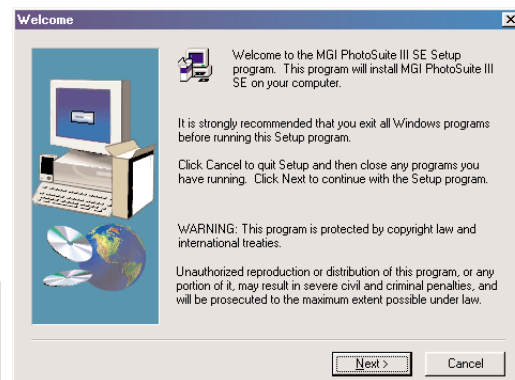 Welcome
Welcome to the MGI PhotoSuite III SE Setup
program. This program will install MGI PhotoSuite III
SE on your computer.
It is strongly recommended that you exit all Windows programs
before running this Setup program.
Click Cancel to quit Setup and then close any programs you
have running. Click Next to continue with the Setup program.
WARNING: This program is protected by copyright law and
international treaties.
Unauthorized reproduction or distribution of this program, or any
portion of it, may result in severe civil and criminal penalties, and
will be prosecuted to the maximum extent possible under law.
Next >
Cancel